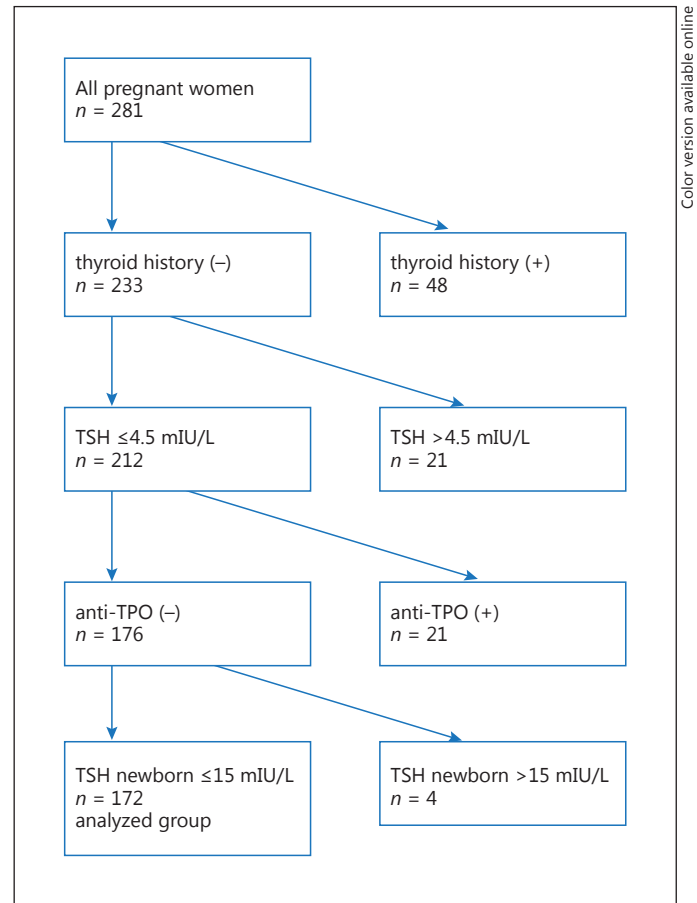 All pregnant women
n = 281
thyroid history (–)
n = 233
thyroid history (+)
n = 48
TSH ≤4.5 mIU/L
n = 212
TSH >4.5 mIU/L
n = 21
anti-TPO (–)
n = 176
anti-TPO (+)
n = 21
TSH newborn ≤15 mIU/L
n = 172
analyzed group
TSH newborn >15 mIU/L
n = 4
Color version available online